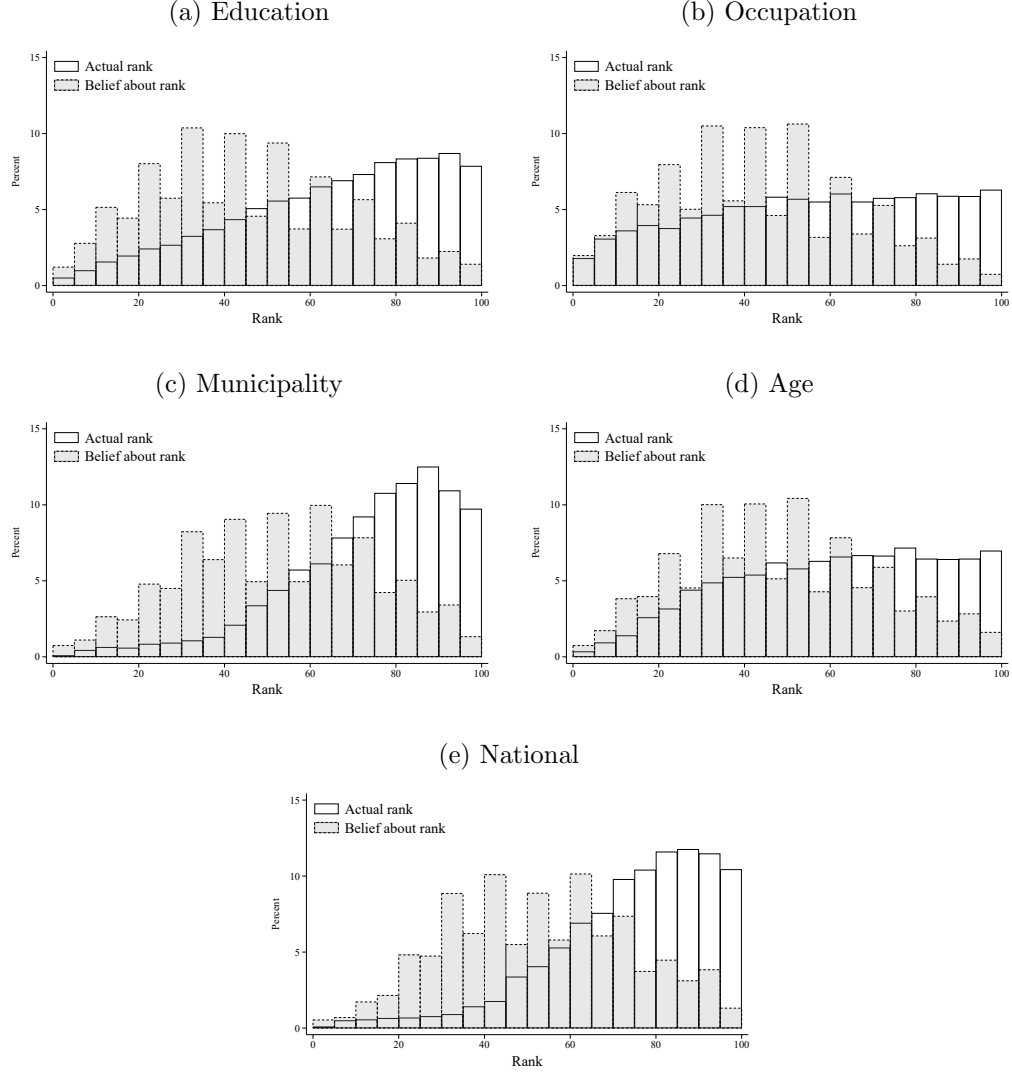 (a) Education
15
Actual rank
Belief about rank
10
Percent
5
0
0 20 40 60 80 100
Rank
(b) Occupation
15
Actual rank
Belief about rank
10
Percent
5
0
0 20 40 60 80 100
Rank
(c) Municipality
15
Actual rank
Belief about rank
10
Percent
5
0
0 20 40 60 80 100
Rank
(d) Age
15
Actual rank
Belief about rank
10
Percent
5
0
0 20 40 60 80 100
Rank
(e) National
15
Actual rank
Belief about rank
10
Percent
5
0
0 20 40 60 80 100
Rank